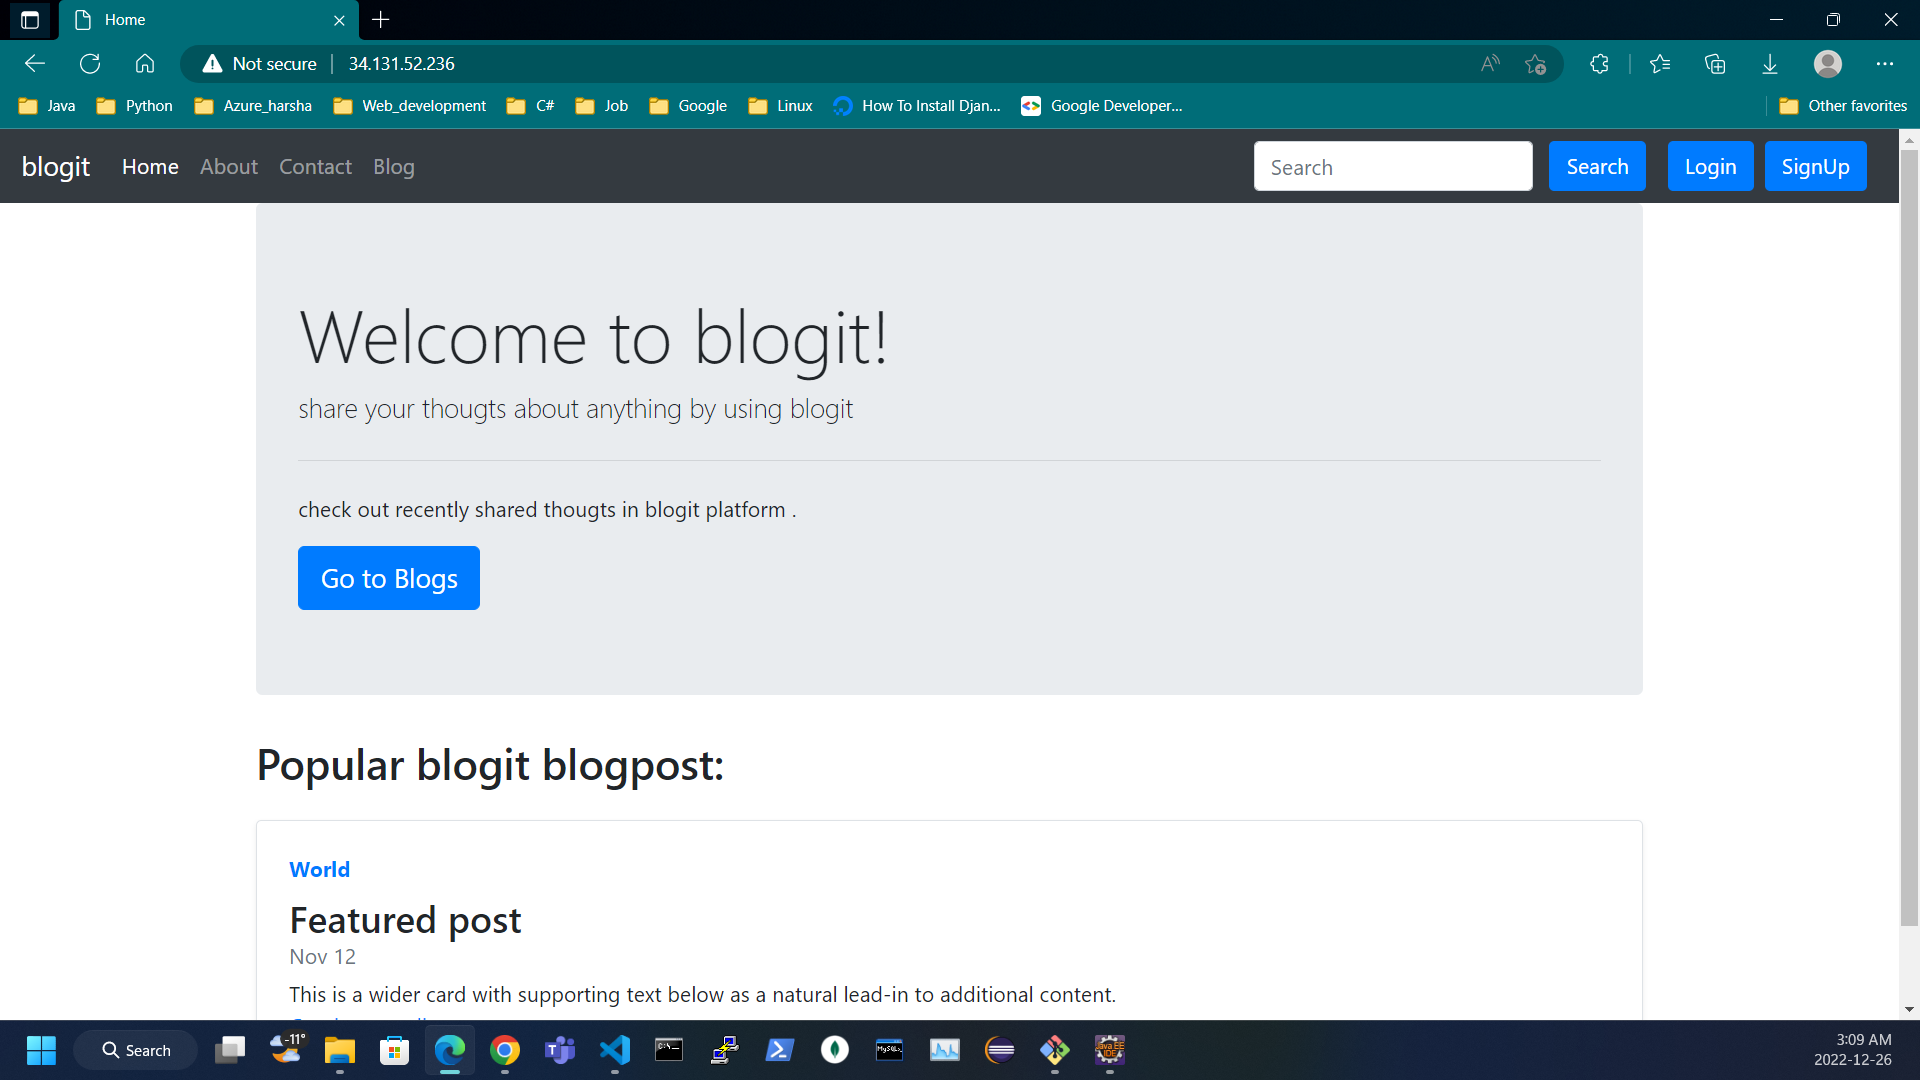 Home
Not secure
34.131.52.236
Java Python Azure_harsha Web_development C# Job Google Linux How To Install Djan... Google Developer... Other favorites
blogit Home About Contact Blog Search Search Login SignUp
Welcome to blogit!
share your thougts about anything by using blogit
check out recently shared thougts in blogit platform .
Go to Blogs
Popular blogit blogpost:
World
Featured post
Nov 12
This is a wider card with supporting text below as a natural lead-in to additional content.
Search
-11°
3:09 AM
2022-12-26